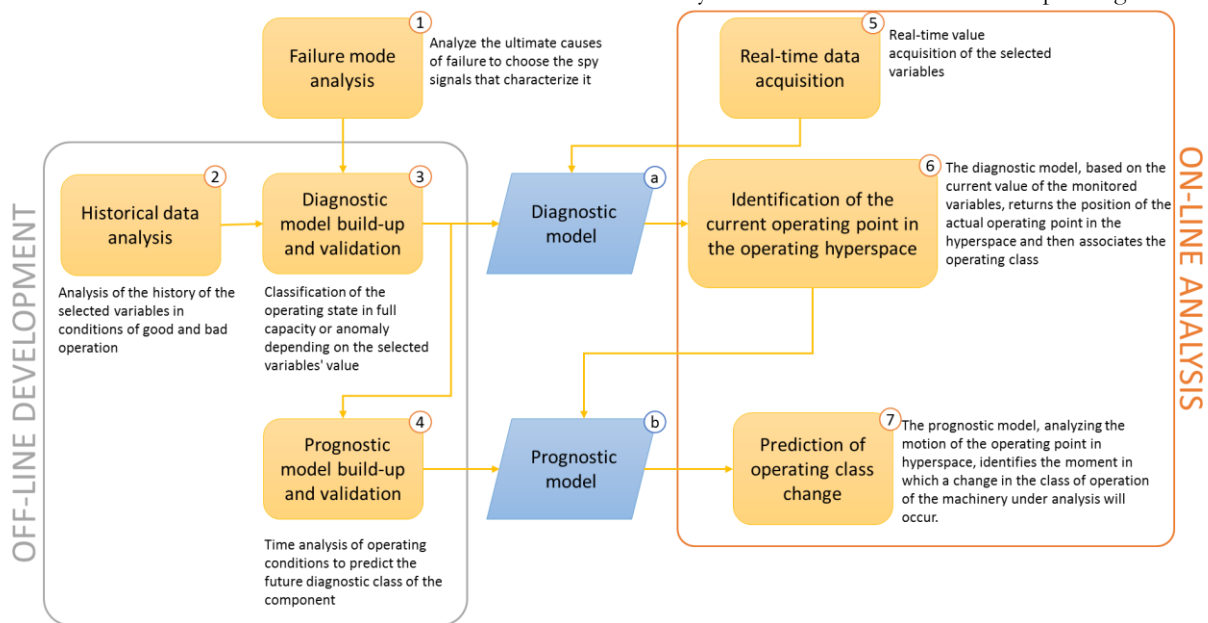 1
Failure mode
analysis
Analyze the ultimate causes
of failure to choose the spy
signals that characterize it
5
Real-time data
acquisition
Real-time value
acquisition of the selected
variables
OFF-LINE DEVELOPMENT
2
Historical data
analysis
Analysis of the history of the
selected variables in
conditions of good and bad
operation
3
Diagnostic
model build-up
and validation
Classification of the
operating state in full
capacity or anomaly
depending on the selected
variables' value
a
Diagnostic
model
6
Identification of the
current operating point in
the operating hyperspace
The diagnostic model, based on the
current value of the monitored
variables, returns the position of the
actual operating point in the
hyperspace and then associates the
operating class
ON-LINE ANALYSIS
4
Prognostic
model build-up
and validation
Time analysis of operating
conditions to predict the
future diagnostic class of the
component
b
Prognostic
model
7
Prediction of
operating class
change
The prognostic model, analyzing the
motion of the operating point in
hyperspace, identifies the moment in
which a change in the class of operation
of the machinery under analysis will
occur.